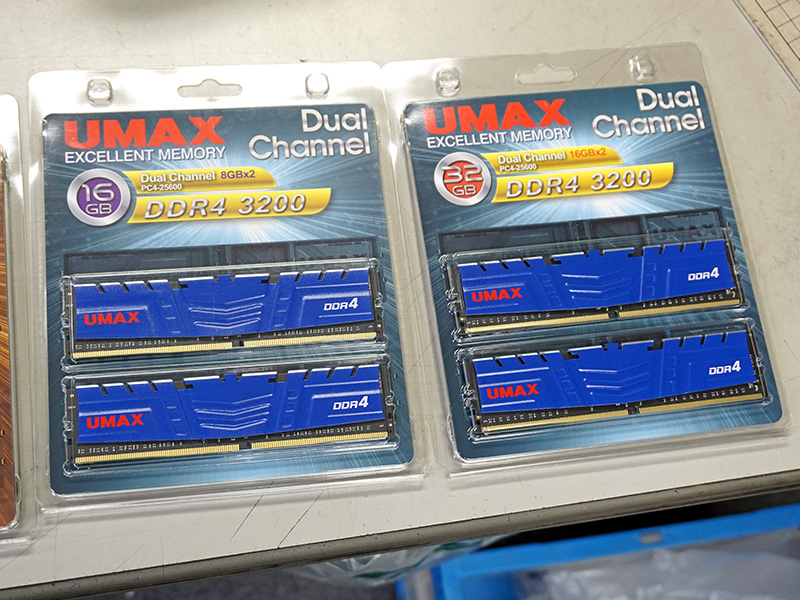 UMAX
EXCELLENT MEMORY
Dual
Channel
16
GB
Dual Channel 8GBx2
PC4-25600
DDR4 3200
UMAX
DDR4
UMAX
DDR4
UMAX
EXCELLENT MEMORY
Dual
Channel
32
GB
Dual Channel 16GBx2
PC4-25600
DDR4 3200
UMAX
DDR4
UMAX
DDR4